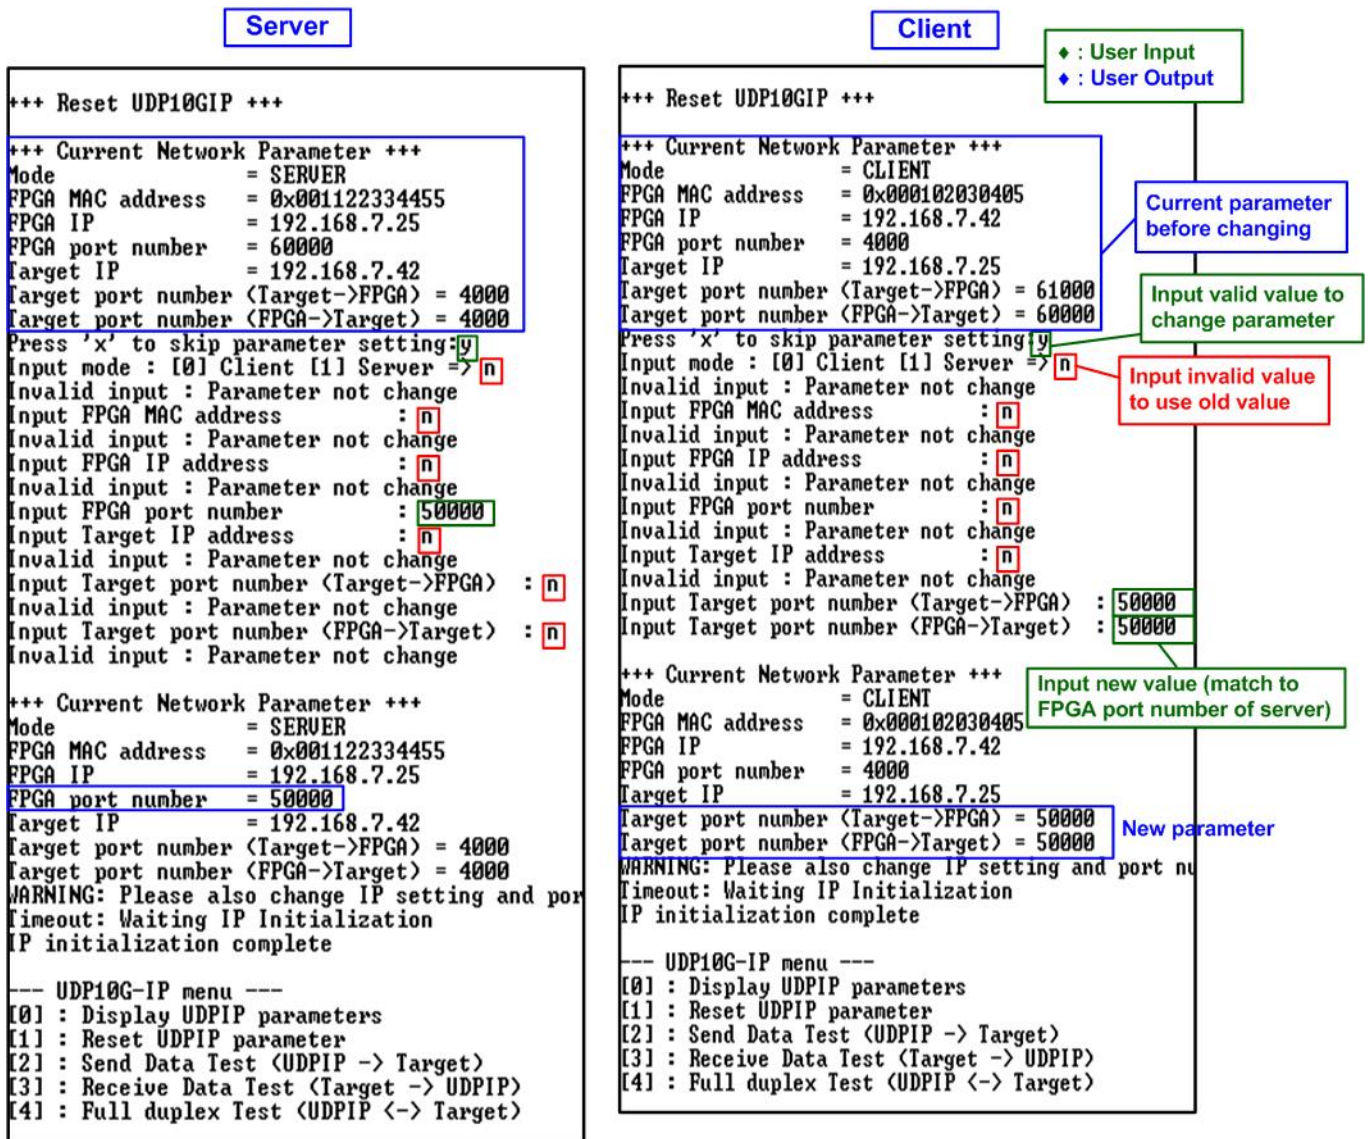 Server
+++ Reset UDP10GIP +++
+++ Current Network Parameter +++
Mode = SERVER
FPGA MAC address = 0x001122334455
FPGA IP = 192.168.7.25
FPGA port number = 60000
Target IP = 192.168.7.42
Target port number (Target->FPGA) = 4000
Target port number (FPGA->Target) = 4000
Press 'x' to skip parameter setting:y
Input mode : [0] Client [1] Server => n
Invalid input : Parameter not change
Input FPGA MAC address : n
Invalid input : Parameter not change
Input FPGA IP address : n
Invalid input : Parameter not change
Input FPGA port number : 50000
Input Target IP address : n
Invalid input : Parameter not change
Input Target port number (Target->FPGA) : n
Invalid input : Parameter not change
Input Target port number (FPGA->Target) : n
Invalid input : Parameter not change
+++ Current Network Parameter +++
Mode = SERVER
FPGA MAC address = 0x001122334455
FPGA IP = 192.168.7.25
FPGA port number = 50000
Target IP = 192.168.7.42
Target port number (Target->FPGA) = 4000
Target port number (FPGA->Target) = 4000
WARNING: Please also change IP setting and por
Timeout: Waiting IP Initialization
IP initialization complete
--- UDP10G-IP menu ---
[0] : Display UDPIP parameters
[1] : Reset UDPIP parameter
[2] : Send Data Test (UDPIP -> Target)
[3] : Receive Data Test (Target -> UDPIP)
[4] : Full duplex Test (UDPIP <-> Target)
Client
♦ : User Input
♦ : User Output
+++ Reset UDP10GIP +++
+++ Current Network Parameter +++
Mode = CLIENT
FPGA MAC address = 0x000102030405
FPGA IP = 192.168.7.42
FPGA port number = 4000
Target IP = 192.168.7.25
Target port number (Target->FPGA) = 61000
Target port number (FPGA->Target) = 60000
Press 'x' to skip parameter setting:y
Input mode : [0] Client [1] Server => n
Invalid input : Parameter not change
Input FPGA MAC address : n
Invalid input : Parameter not change
Input FPGA IP address : n
Invalid input : Parameter not change
Input FPGA port number : n
Invalid input : Parameter not change
Input Target IP address : n
Invalid input : Parameter not change
Input Target port number (Target->FPGA) : 50000
Input Target port number (FPGA->Target) : 50000
+++ Current Network Parameter +++
Mode = CLIENT
FPGA MAC address = 0x000102030405
FPGA IP = 192.168.7.42
FPGA port number = 4000
Target IP = 192.168.7.25
Target port number (Target->FPGA) = 50000
Target port number (FPGA->Target) = 50000
WARNING: Please also change IP setting and port nu
Timeout: Waiting IP Initialization
IP initialization complete
--- UDP10G-IP menu ---
[0] : Display UDPIP parameters
[1] : Reset UDPIP parameter
[2] : Send Data Test (UDPIP -> Target)
[3] : Receive Data Test (Target -> UDPIP)
[4] : Full duplex Test (UDPIP <-> Target)
Current parameter
before changing
Input valid value to
change parameter
Input invalid value
to use old value
Input new value (match to
FPGA port number of server)
New parameter